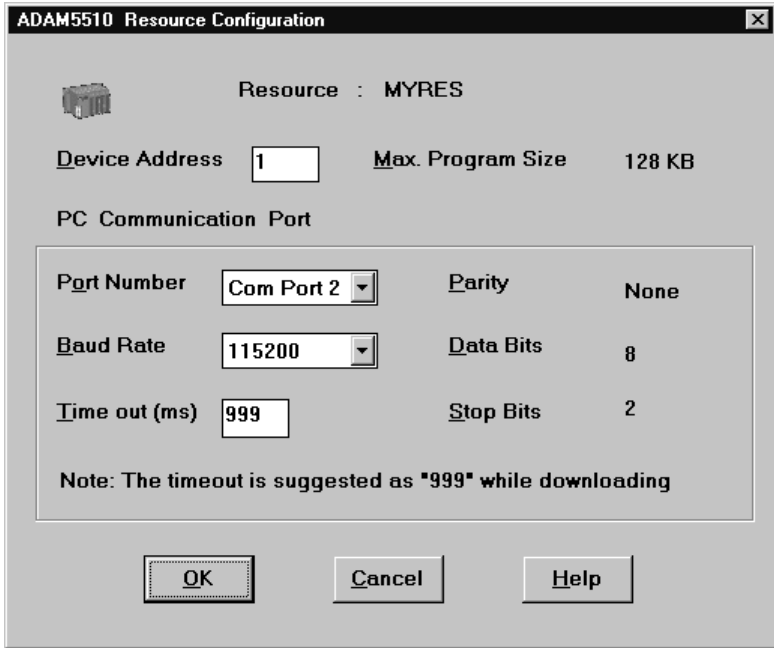 ADAM5510 Resource Configuration
Resource : MYRES
Device Address 1 Max. Program Size 128 KB
PC Communication Port
Port Number Com Port 2 Parity None
Baud Rate 115200 Data Bits 8
Time out (ms) 999 Stop Bits 2
Note: The timeout is suggested as "999" while downloading
OK Cancel Help